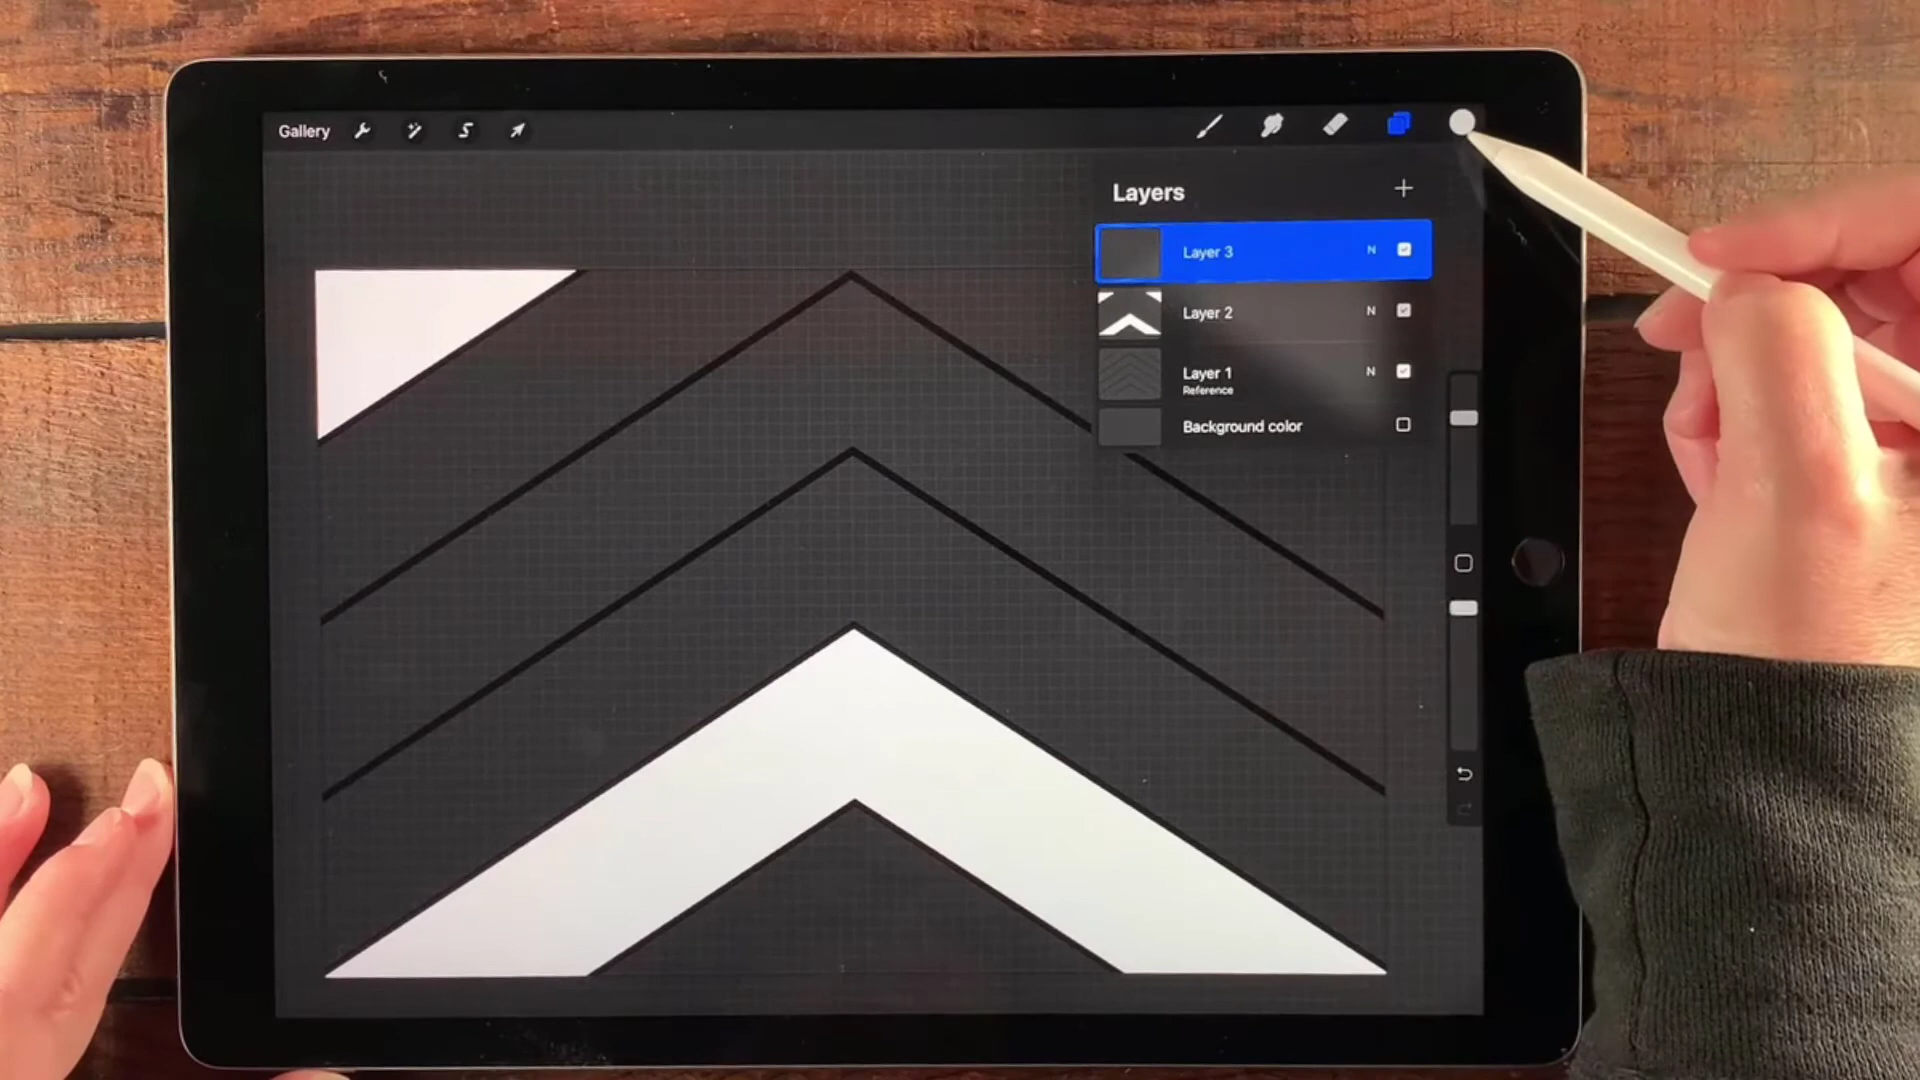 Gallery
Layers
Layer 3 N
Layer 2 N
Layer 1 N
Reference
Background color